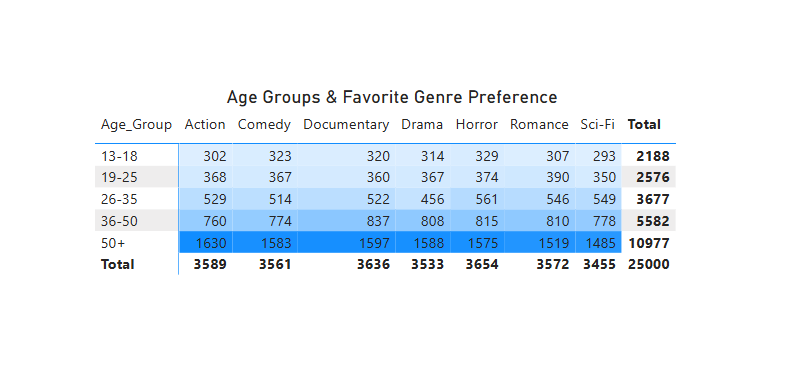 Age Groups & Favorite Genre Preference
Age_Group Action Comedy Documentary Drama Horror Romance Sci-Fi Total
13-18 302 323 320 314 329 307 293 2188
19-25 368 367 360 367 374 390 350 2576
26-35 529 514 522 456 561 546 549 3677
36-50 760 774 837 808 815 810 778 5582
50+ 1630 1583 1597 1588 1575 1519 1485 10977
Total 3589 3561 3636 3533 3654 3572 3455 25000